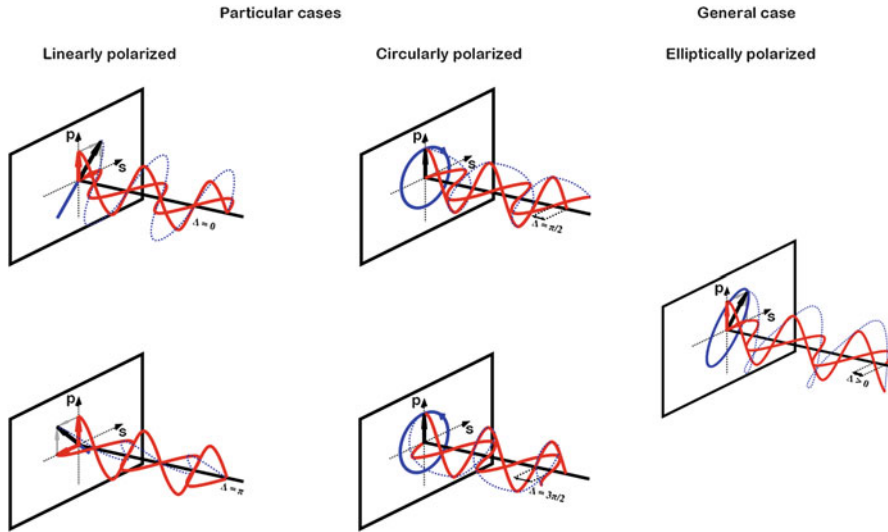 Particular cases
General case
Linearly polarized
Circularly polarized
Elliptically polarized
p
s
Δ = 0
p
s
Δ = π/2
p
s
Δ > 0
p
s
Δ = π
p
s
Δ = 3π/2